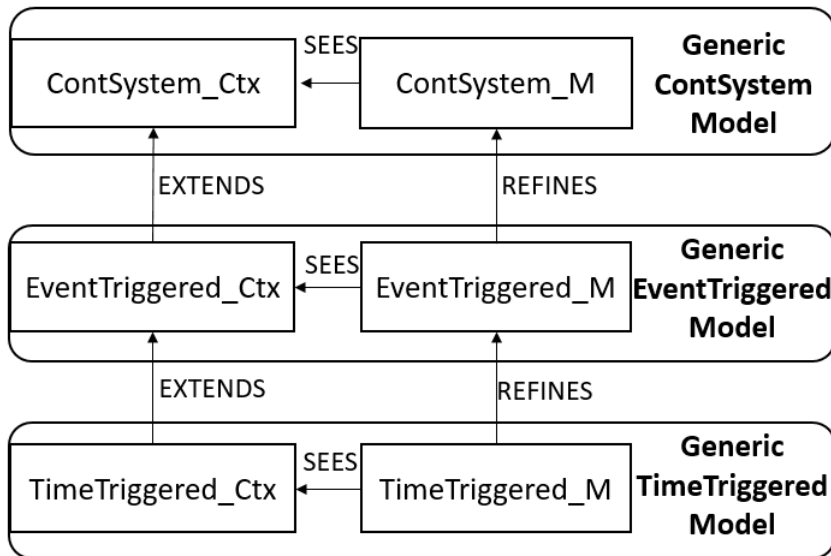 SEES
ContSystem_Ctx
ContSystem_M
Generic
ContSystem
Model
EXTENDS
REFINES
SEES
EventTriggered_Ctx
EventTriggered_M
Generic
EventTriggered
Model
EXTENDS
REFINES
SEES
TimeTriggered_Ctx
TimeTriggered_M
Generic
TimeTriggered
Model